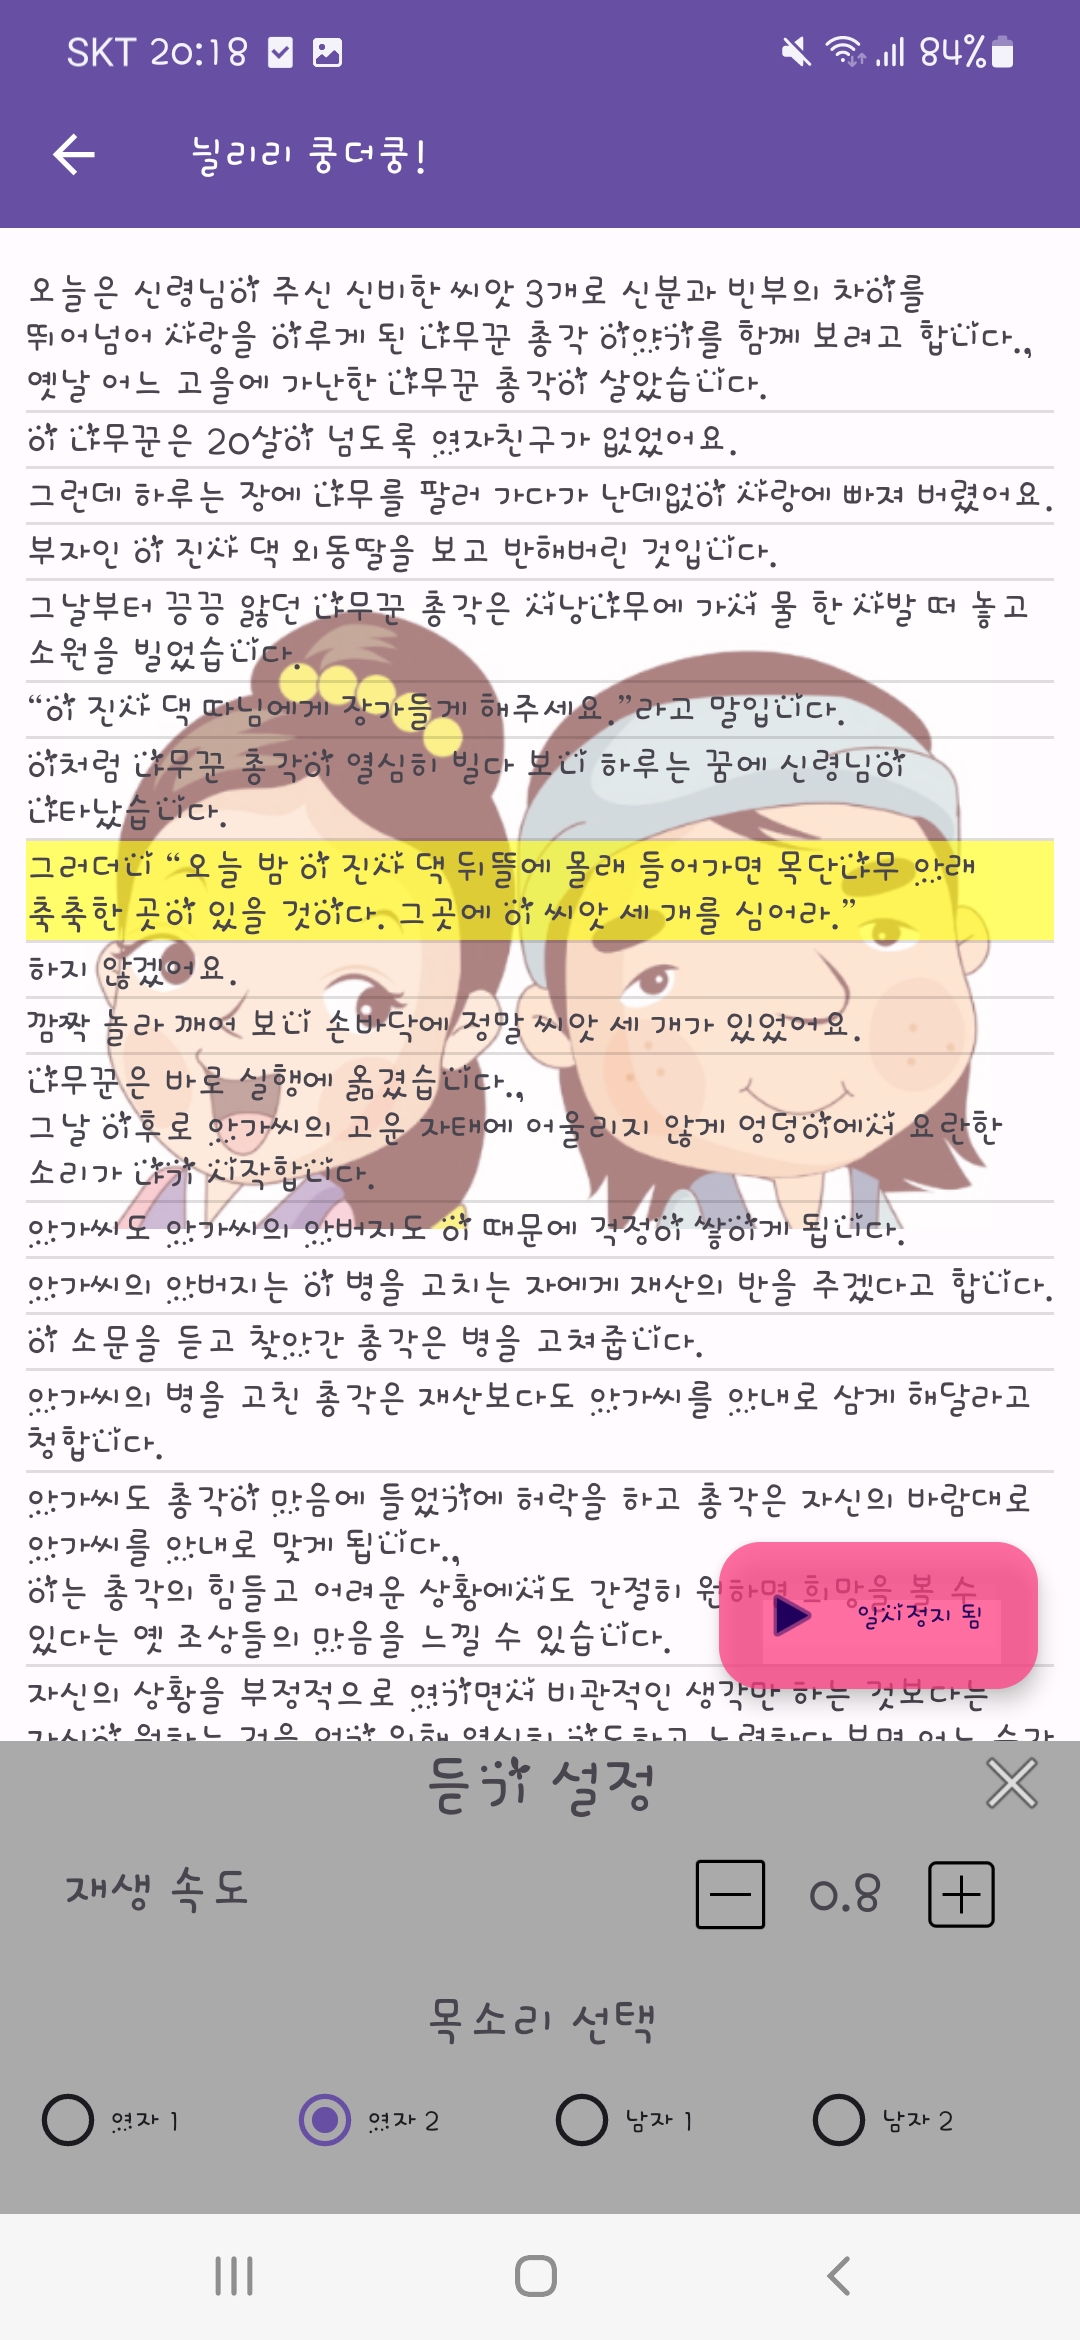 SKT 20:18 84%
닐리리 쿵더쿵!
오늘은 신령님이 주신 신비한 씨앗 3개로 신분과 빈부의 차이를
뛰어넘어 사랑을 이루게 된 나무꾼 총각 이야기를 함께 보려고 합니다.,
옛날 어느 고을에 가난한 나무꾼 총각이 살았습니다.
이 나무꾼은 20살이 넘도록 여자친구가 없었어요.
그런데 하루는 장에 나무를 팔러 가다가 난데없이 사랑에 빠져 버렸어요.
부자인 이 진사 댁 외동딸을 보고 반해버린 것입니다.
그날부터 끙끙 앓던 나무꾼 총각은 서낭나무에 가서 물 한 사발 떠 놓고
소원을 빌었습니다.
“이 진사 댁 따님에게 장가들게 해주세요.”라고 말입니다.
이처럼 나무꾼 총각이 열심히 빌다 보니 하루는 꿈에 신령님이
나타났습니다.
그러더니 “오늘 밤 이 진사 댁 뒤뜰에 몰래 들어가면 목단나무 아래
축축한 곳이 있을 것이다. 그곳에 이 씨앗 세 개를 심어라.”
하지 않겠어요.
깜짝 놀라 깨어 보니 손바닥에 정말 씨앗 세 개가 있었어요.
나무꾼은 바로 실행에 옮겼습니다.,
그날 이후로 아가씨의 고운 자태에 어울리지 않게 엉덩이에서 요란한
소리가 나기 시작합니다.
아가씨도 아가씨의 아버지도 이 때문에 걱정이 쌓이게 됩니다.
아가씨의 아버지는 이 병을 고치는 자에게 재산의 반을 주겠다고 합니다.
이 소문을 듣고 찾아간 총각은 병을 고쳐줍니다.
아가씨의 병을 고친 총각은 재산보다도 아가씨를 아내로 삼게 해달라고
청합니다.
아가씨도 총각이 마음에 들었기에 허락을 하고 총각은 자신의 바람대로
아가씨를 아내로 맞게 됩니다.,
이는 총각의 힘들고 어려운 상황에서도 간절히 원하면 희망을 볼 수
있다는 옛 조상들의 마음을 느낄 수 있습니다.
일시정지 됨
자신의 상황을 부정적으로 여기면서 비관적인 생각만 하는 것보다는
자신이 원하는 것을 얻기 위해 열심히 기도하고 노력하다 보면 어느 순간
듣기 설정
재생 속도 0.8
목소리 선택
여자 1 여자 2 남자 1 남자 2